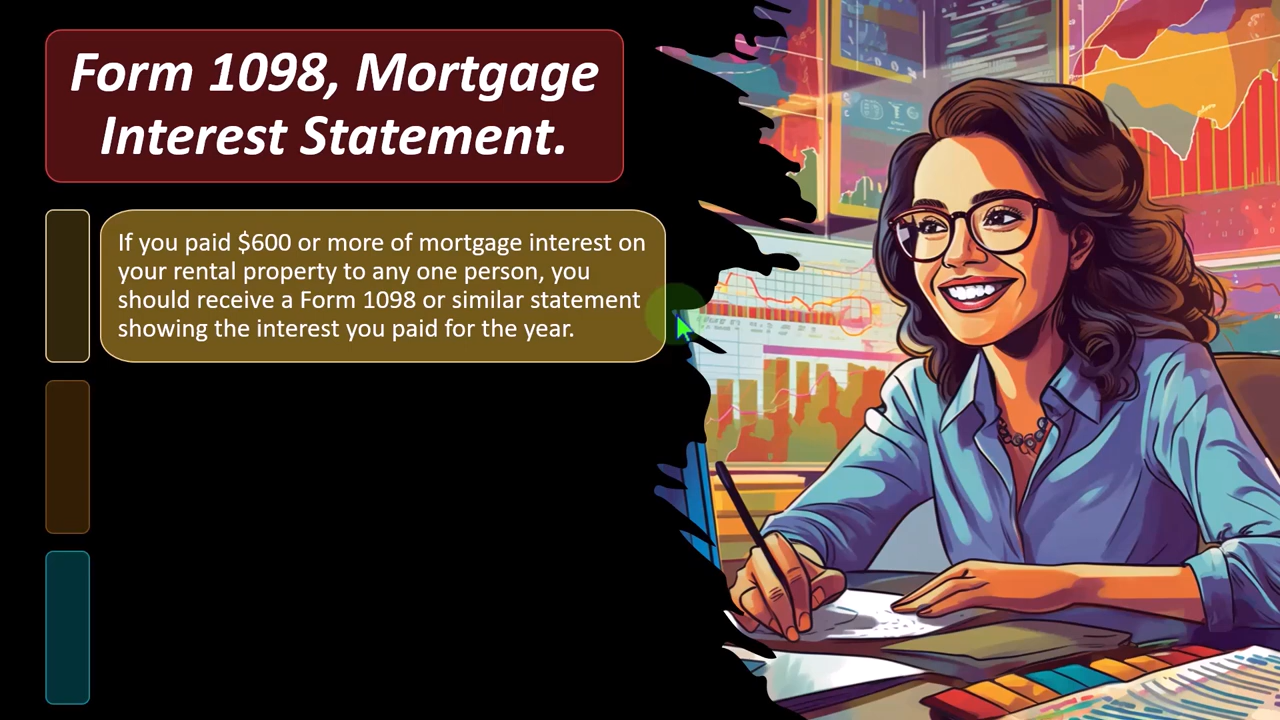 Form 1098, Mortgage
Interest Statement.
If you paid $600 or more of mortgage interest on
your rental property to any one person, you
should receive a Form 1098 or similar statement
showing the interest you paid for the year.